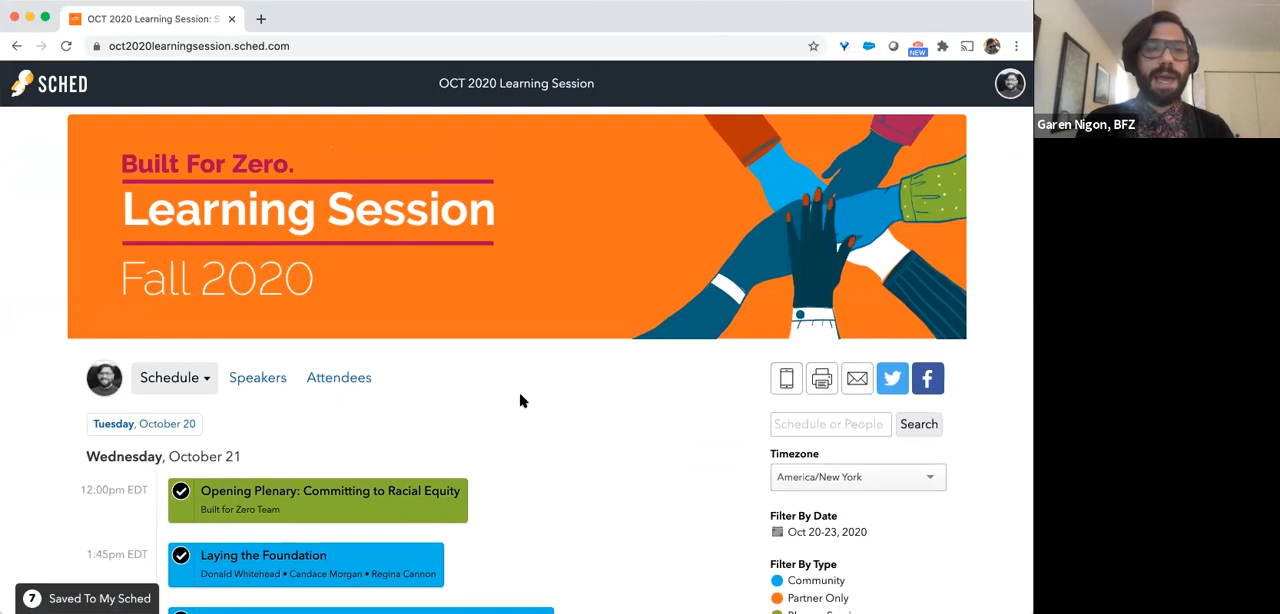 OCT 2020 Learning Session: S
oct2020learningsession.sched.com
NEW
SCHED
OCT 2020 Learning Session
Garen Nigon, BFZ
Built For Zero.
Learning Session
Fall 2020
Schedule
Speakers
Attendees
Tuesday, October 20
Schedule or People
Search
Timezone
America/New York
Wednesday, October 21
12:00pm EDT
Opening Plenary: Committing to Racial Equity
Built for Zero Team
1:45pm EDT
Laying the Foundation
Donald Whitehead • Candace Morgan • Regina Cannon
Filter By Date
Oct 20-23, 2020
Filter By Type
Community
Partner Only
7 Saved To My Sched